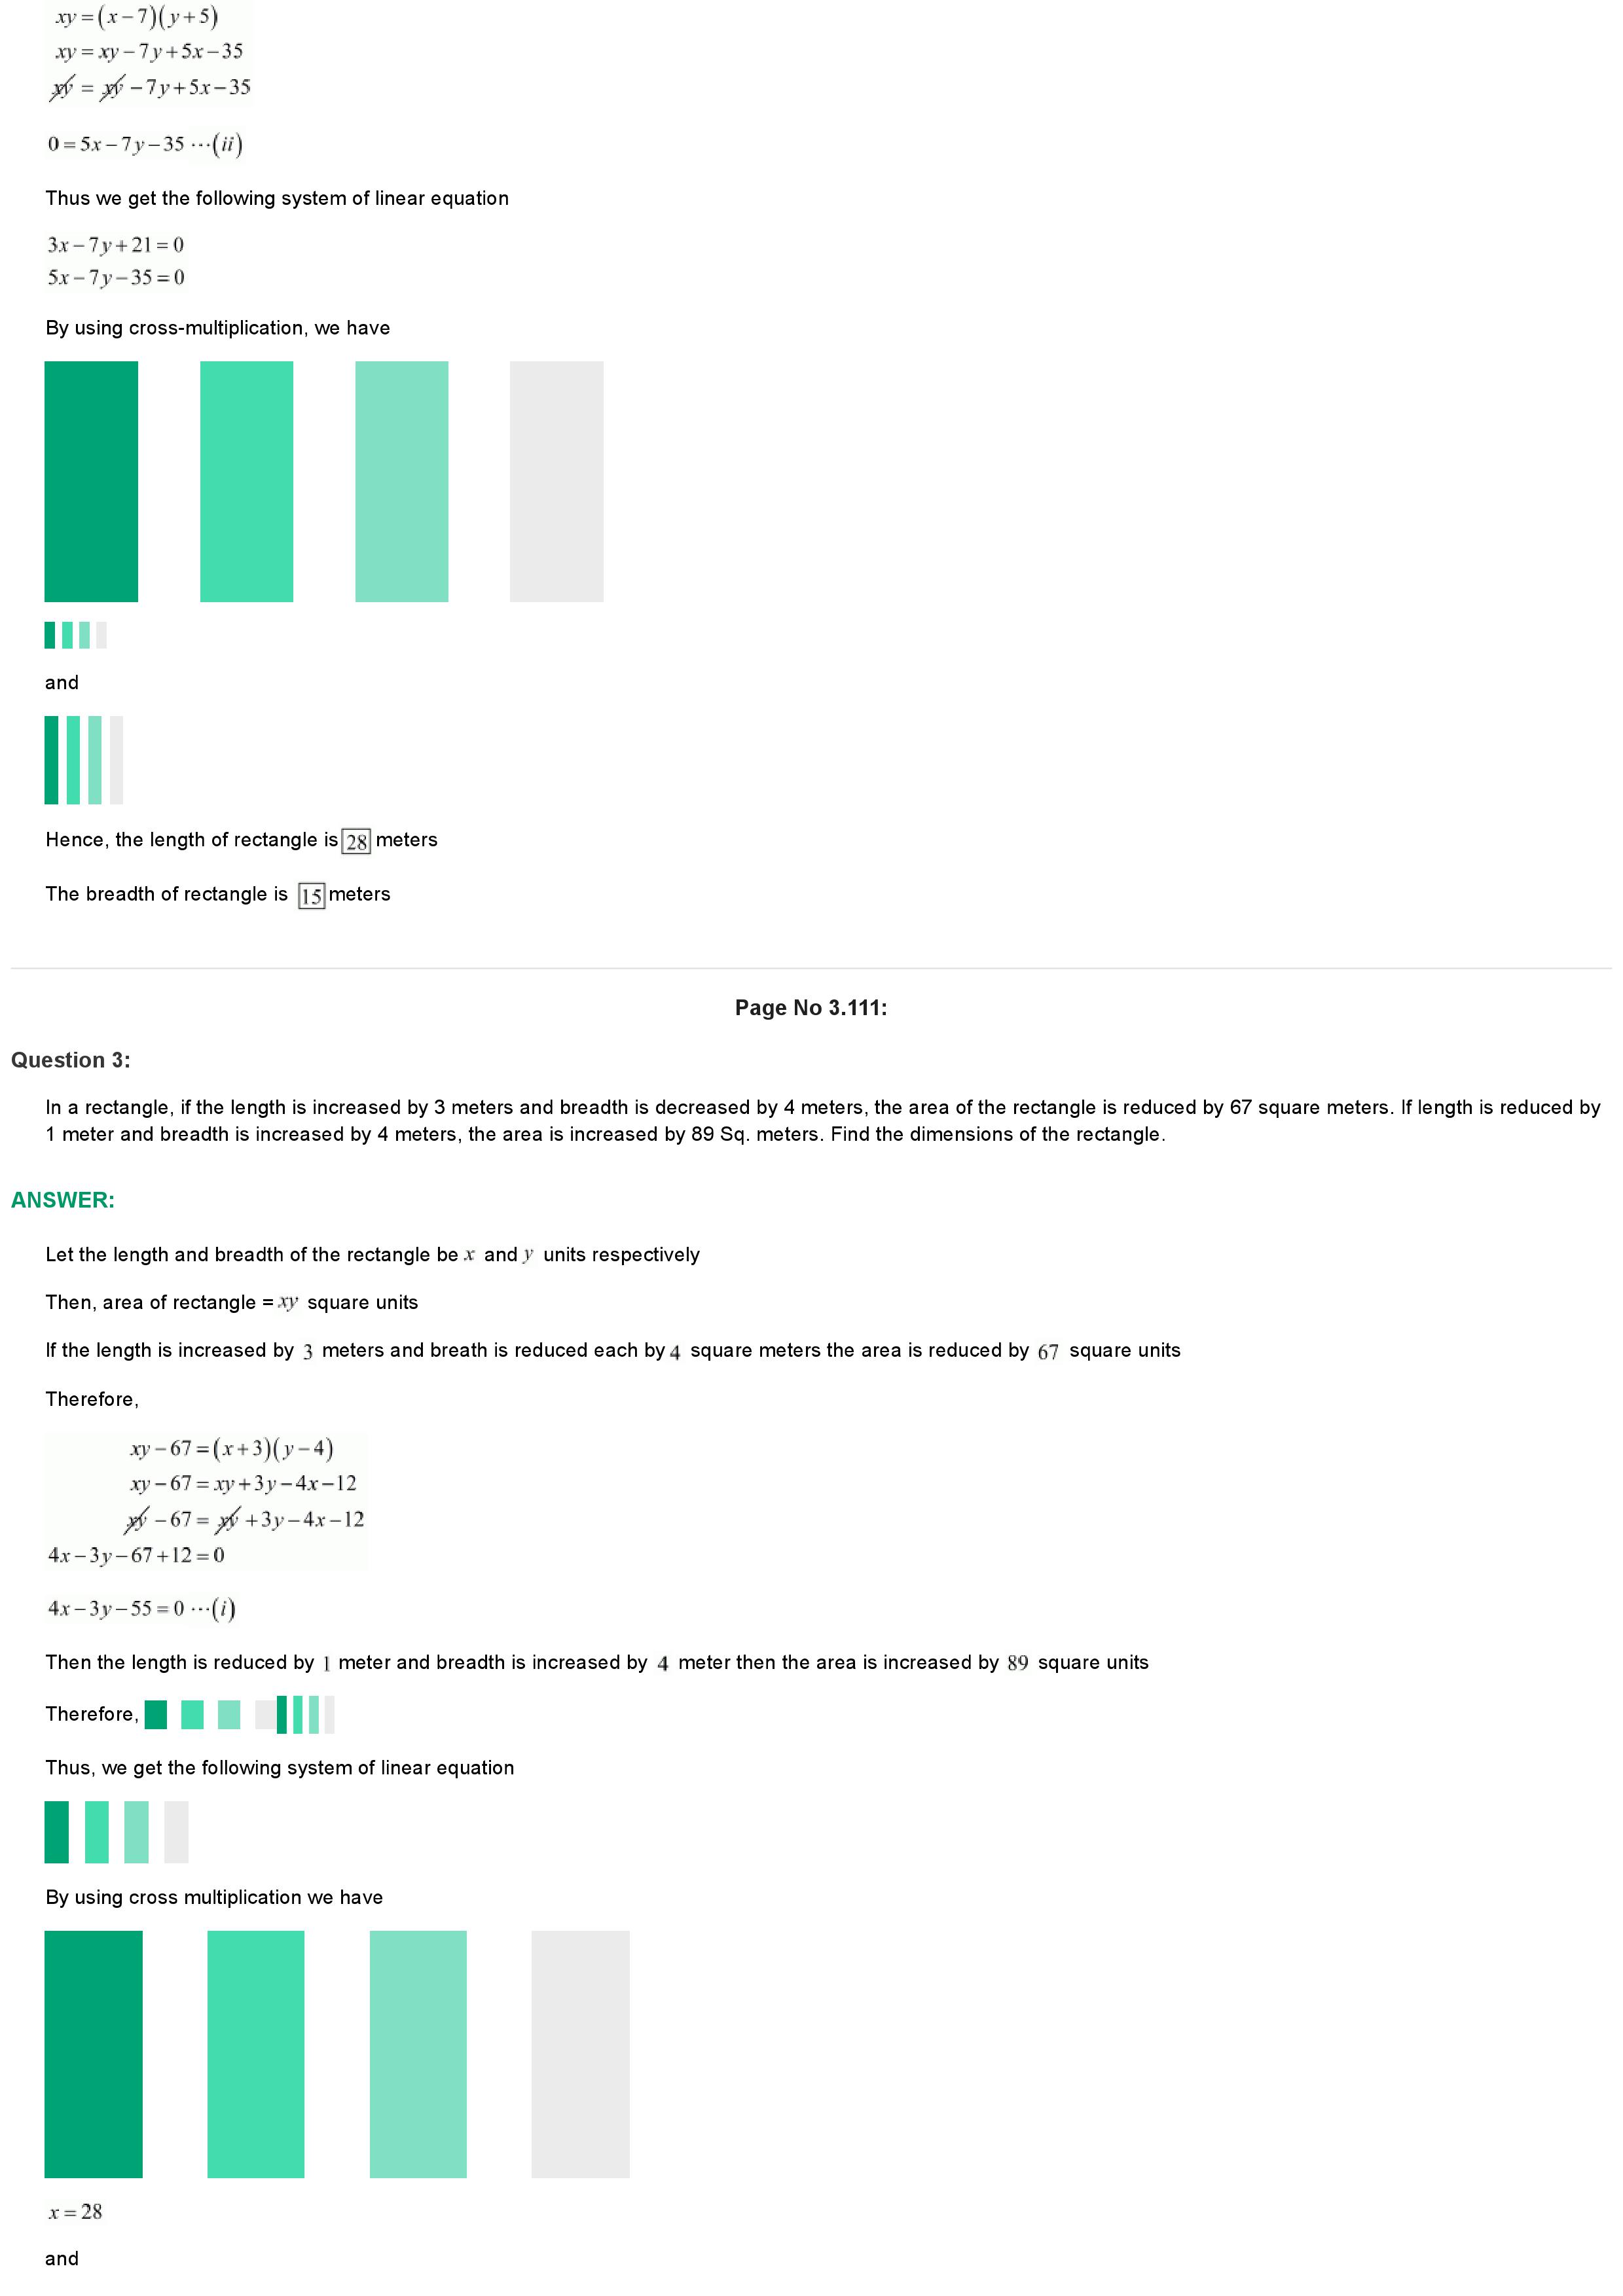 xy = (x − 7)(y + 5)
xy = xy − 7y + 5x − 35
xy = xy − 7y + 5x − 35
0 = 5x − 7y − 35 ⋯(ii)
Thus we get the following system of linear equation
3x − 7y + 21 = 0
5x − 7y − 35 = 0
By using cross-multiplication, we have
and
Hence, the length of rectangle is 28 meters
The breadth of rectangle is 15 meters
Page No 3.111:
Question 3:
In a rectangle, if the length is increased by 3 meters and breadth is decreased by 4 meters, the area of the rectangle is reduced by 67 square meters. If length is reduced by
1 meter and breadth is increased by 4 meters, the area is increased by 89 Sq. meters. Find the dimensions of the rectangle.
ANSWER:
Let the length and breadth of the rectangle be x and y units respectively
Then, area of rectangle = xy square units
If the length is increased by 3 meters and breath is reduced each by 4 square meters the area is reduced by 67 square units
Therefore,
xy − 67 = (x + 3)(y − 4)
xy − 67 = xy + 3y − 4x − 12
xy − 67 = xy + 3y − 4x − 12
4x − 3y − 67 + 12 = 0
4x − 3y − 55 = 0 ⋯(i)
Then the length is reduced by 1 meter and breadth is increased by 4 meter then the area is increased by 89 square units
Therefore,
Thus, we get the following system of linear equation
By using cross multiplication we have
x = 28
and